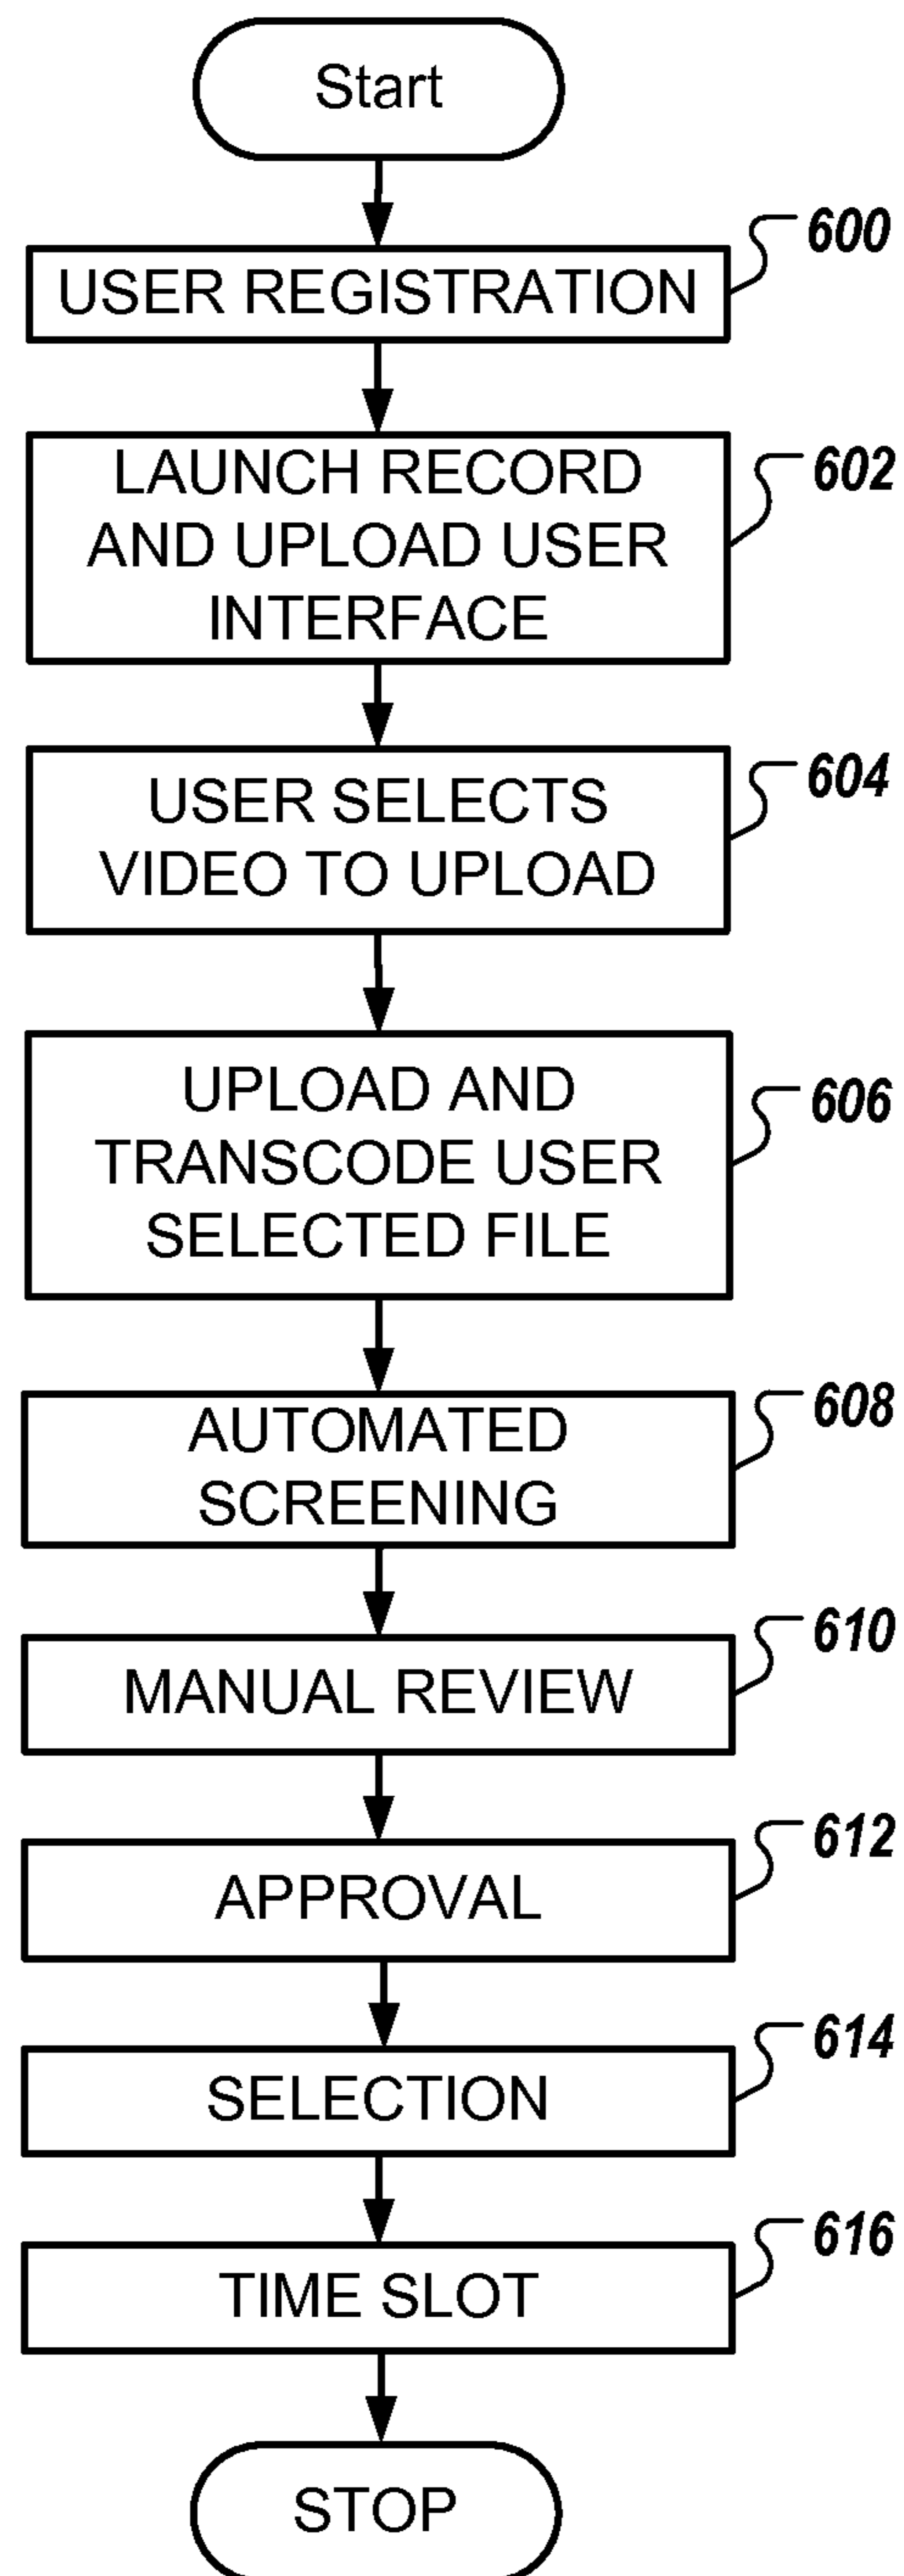 Start
600
USER REGISTRATION
602
LAUNCH RECORD
AND UPLOAD USER
INTERFACE
604
USER SELECTS
VIDEO TO UPLOAD
606
UPLOAD AND
TRANSCODE USER
SELECTED FILE
608
AUTOMATED
SCREENING
610
MANUAL REVIEW
612
APPROVAL
614
SELECTION
616
TIME SLOT
STOP